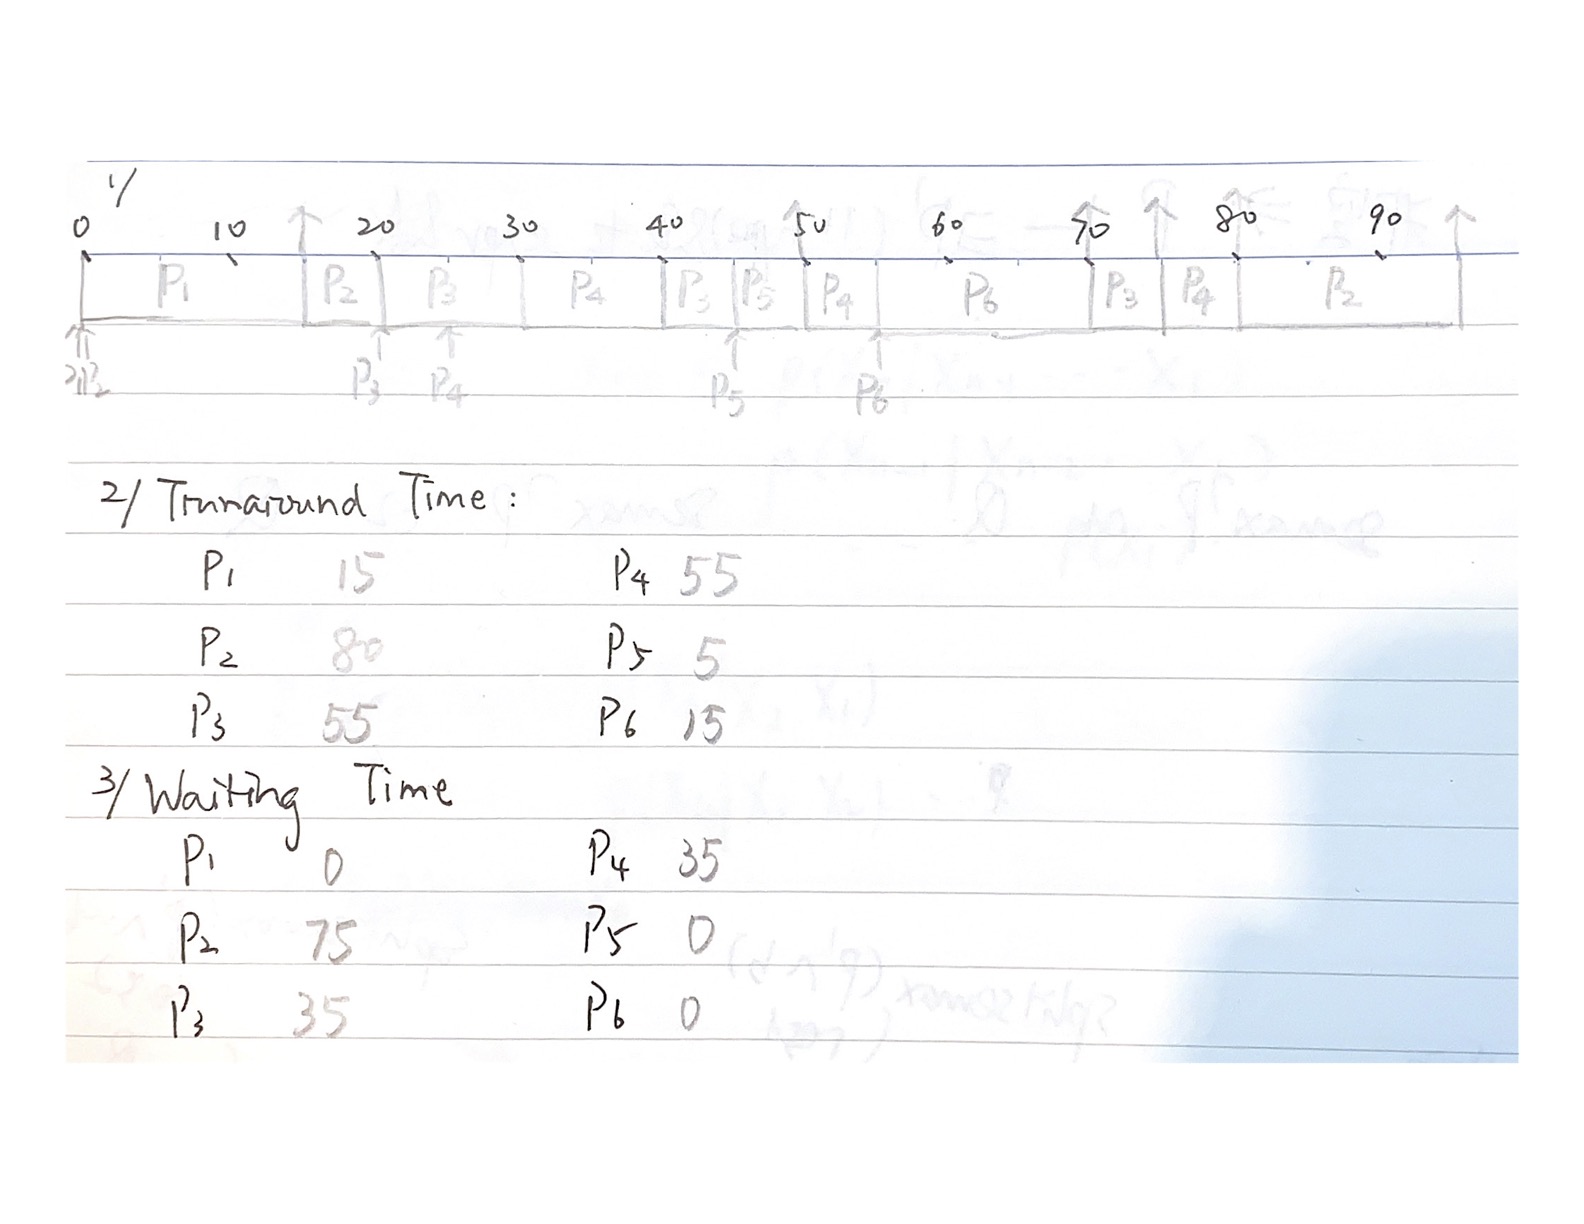 1/
0 10 20 30 40 50 60 70 80 90
P1 P2 P3 P4 P3 P5 P4 P6 P3 P4 P2
P1 P2 P3 P4 P5 P6
2/ Trunaround Time :
P1 15 P4 55
P2 80 P5 5
P3 55 P6 15
3/ Waiting Time
P1 0 P4 35
P2 75 P5 0
P3 35 P6 0